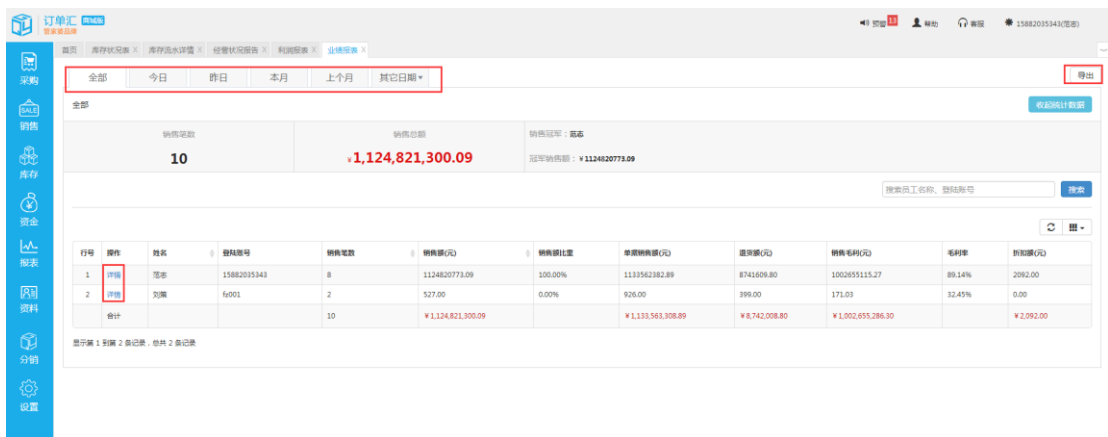 订单汇 商城版
管家婆品牌
预警 13 帮助 客服 15882035343(范志)
首页 库存状况表 X 库存流水详情 X 经营状况报告 X 利润报表 X 业绩报表 X
采购
销售
库存
资金
报表
资料
分销
设置
全部 今日 昨日 本月 上个月 其它日期 导出
全部 收起统计数据
销售笔数 销售总额 销售冠军：范志
10 ¥1,124,821,300.09 冠军销售额：¥1124820773.09
搜索员工名称、登陆账号 搜索
行号 操作 姓名 登陆账号 销售笔数 销售额(元) 销售额比重 单据销售额(元) 退货额(元) 销售毛利(元) 毛利率 折扣额(元)
1 详情 范志 15882035343 8 1124820773.09 100.00% 1133562382.89 8741609.80 1002655115.27 89.14% 2092.00
2 详情 fz001 2 527.00 0.00% 926.00 399.00 171.03 32.45% 0.00
合计 10 ¥1,124,821,300.09 ¥1,133,563,308.89 ¥8,742,008.80 ¥1,002,655,286.30 ¥2,092.00
显示第 1 到第 2 条记录，总共 2 条记录